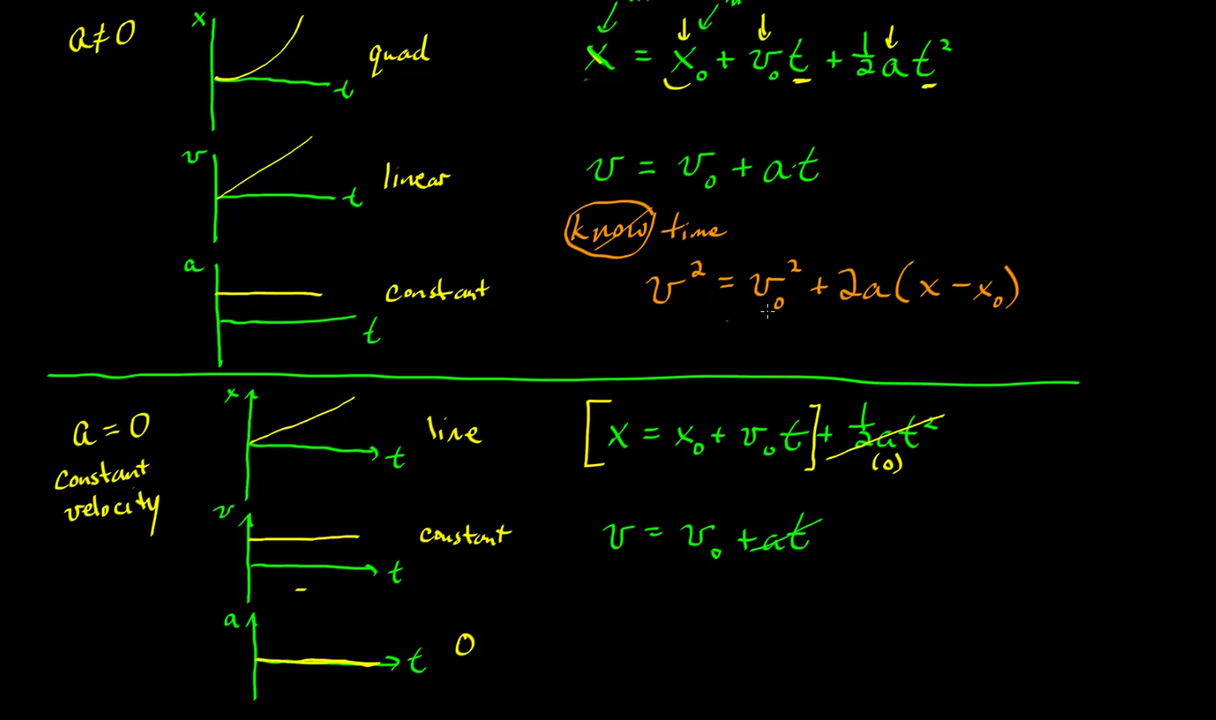 a ≠ 0
x
t
quad
x = x₀ + v₀t + ½at²
v
t
linear
v = v₀ + a·t
know time
a
t
constant
v² = v₀² + 2a(x - x₀)
a = 0
constant
velocity
x
t
line
[x = x₀ + v₀t] + ½at²
(0)
v
t
constant
v = v₀ + at
a
t
0